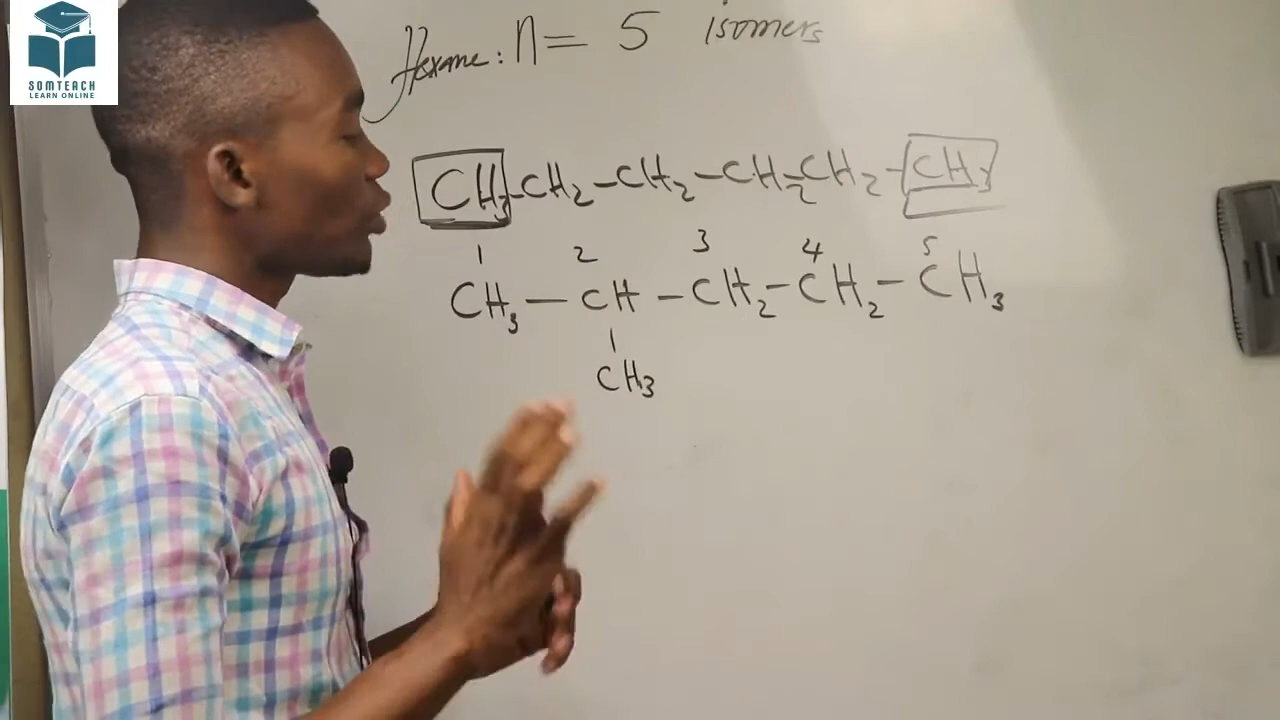 SOMTEACH
LEARN ONLINE
Hexane: n = 5 isomers
CH3-CH2-CH2-CH2-CH2-CH3
1 2 3 4 5
CH3-CH-CH2-CH2-CH3
|
CH3